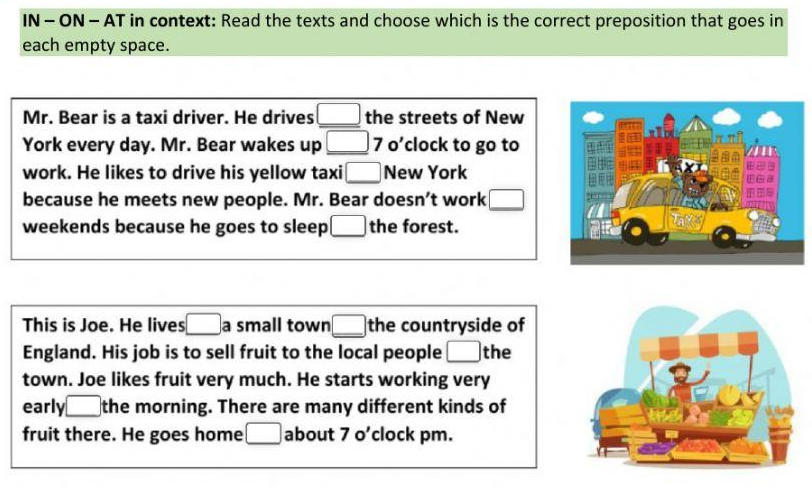 IN – ON – AT in context: Read the texts and choose which is the correct preposition that goes in
each empty space.
Mr. Bear is a taxi driver. He drives the streets of New
York every day. Mr. Bear wakes up 7 o’clock to go to
work. He likes to drive his yellow taxi New York
because he meets new people. Mr. Bear doesn’t work
weekends because he goes to sleep the forest.
TAXI
TAXI
This is Joe. He lives a small town the countryside of
England. His job is to sell fruit to the local people the
town. Joe likes fruit very much. He starts working very
early the morning. There are many different kinds of
fruit there. He goes home about 7 o’clock pm.